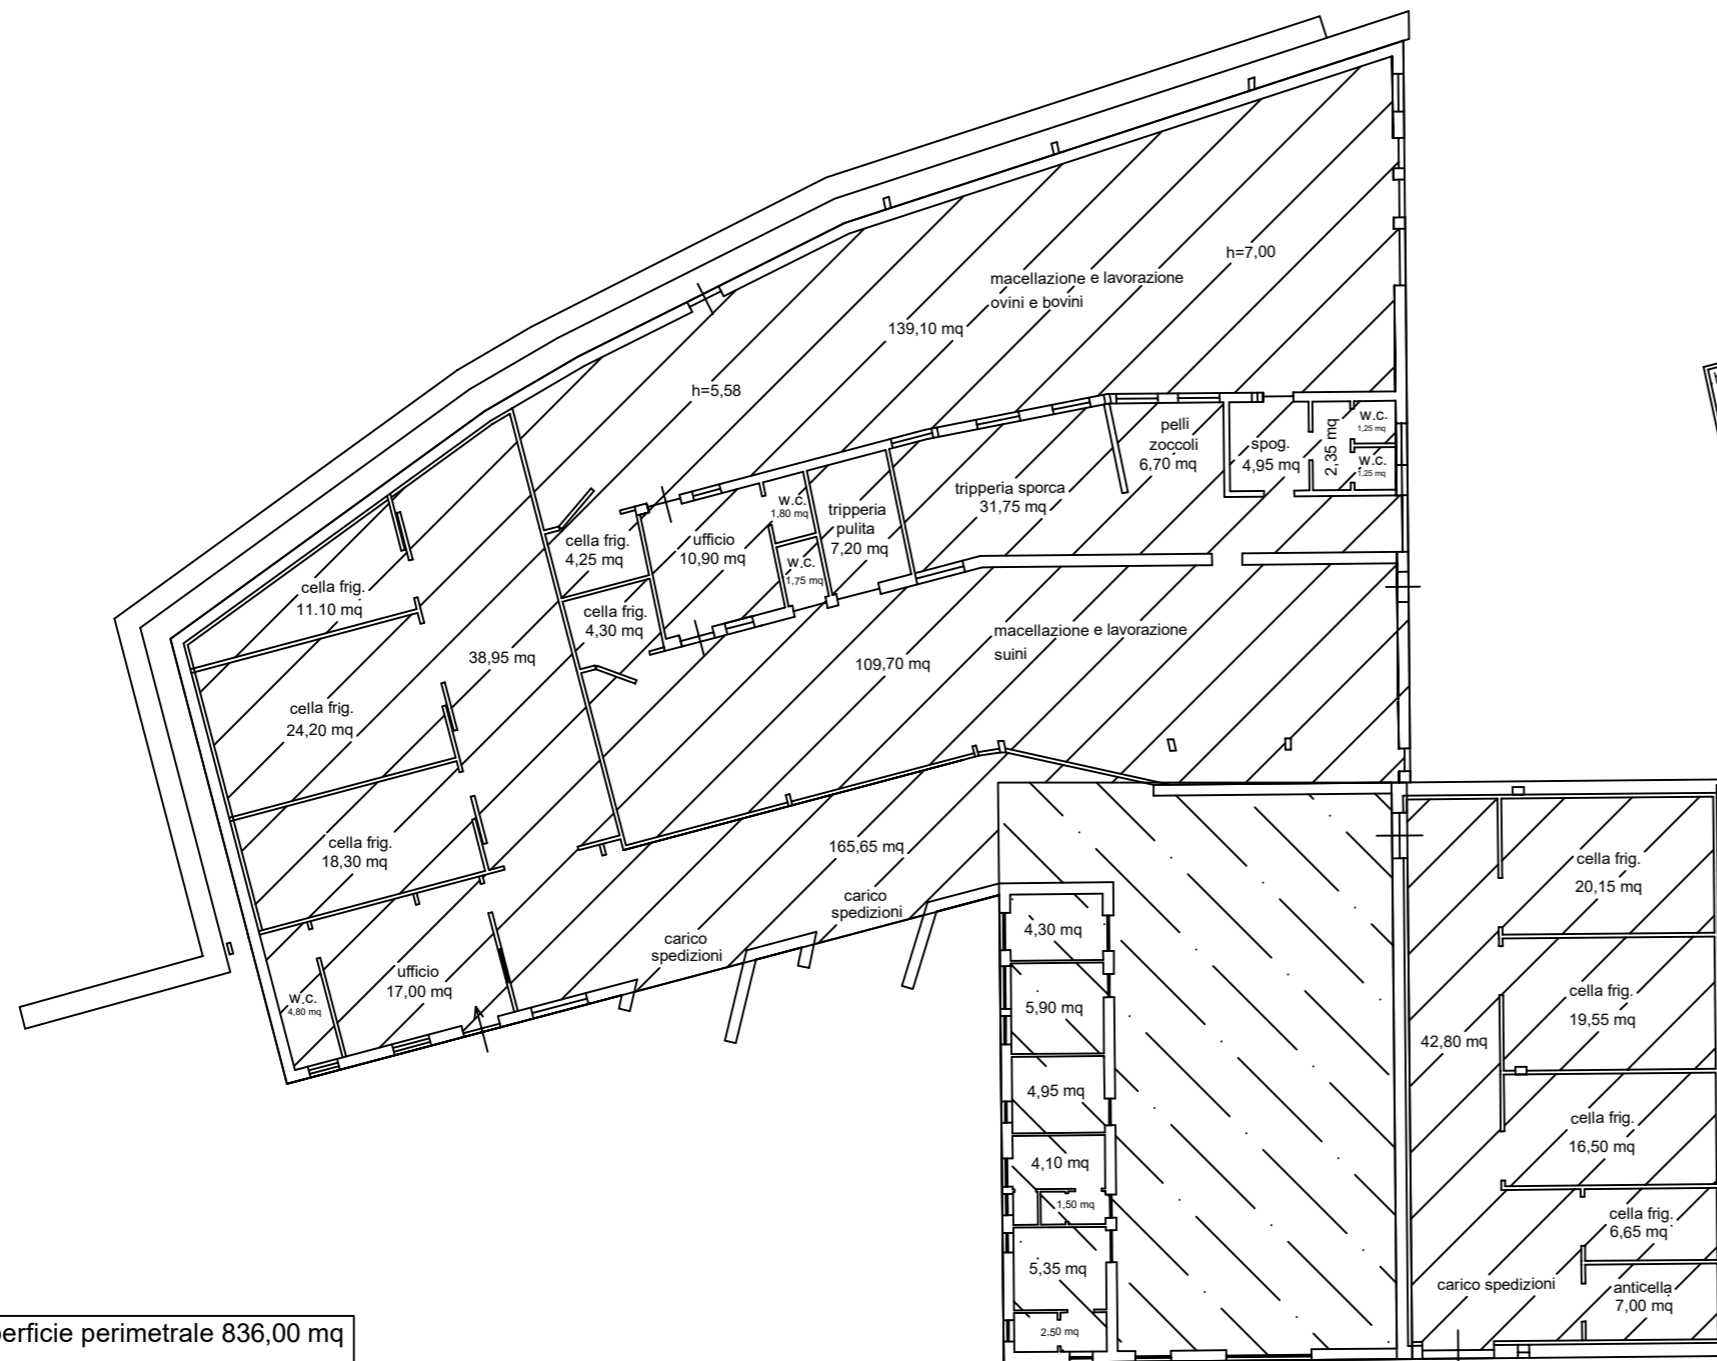 h=7,00
macellazione e lavorazione
ovini e bovini
139,10 mq
h=5,58
pelli
zoccoli
6,70 mq
spog.
4,95 mq
2,35 mq
w.c.
1,25 mq
w.c.
1,25 mq
tripperia sporca
31,75 mq
w.c.
1,80 mq
tripperia
pulita
7,20 mq
ufficio
10,90 mq
w.c.
1,75 mq
cella frig.
4,25 mq
cella frig.
4,30 mq
cella frig.
11.10 mq
38,95 mq
cella frig.
24,20 mq
macellazione e lavorazione
suini
109,70 mq
cella frig.
18,30 mq
165,65 mq
carico
spedizioni
carico
spedizioni
ufficio
17,00 mq
w.c.
4,80 mq
4,30 mq
5,90 mq
4,95 mq
4,10 mq
1,50 mq
5,35 mq
2,50 mq
42,80 mq
cella frig.
20,15 mq
cella frig.
19,55 mq
cella frig.
16,50 mq
cella frig.
6,65 mq
carico spedizioni
anticella
7,00 mq
erficie perimetrale 836,00 mq